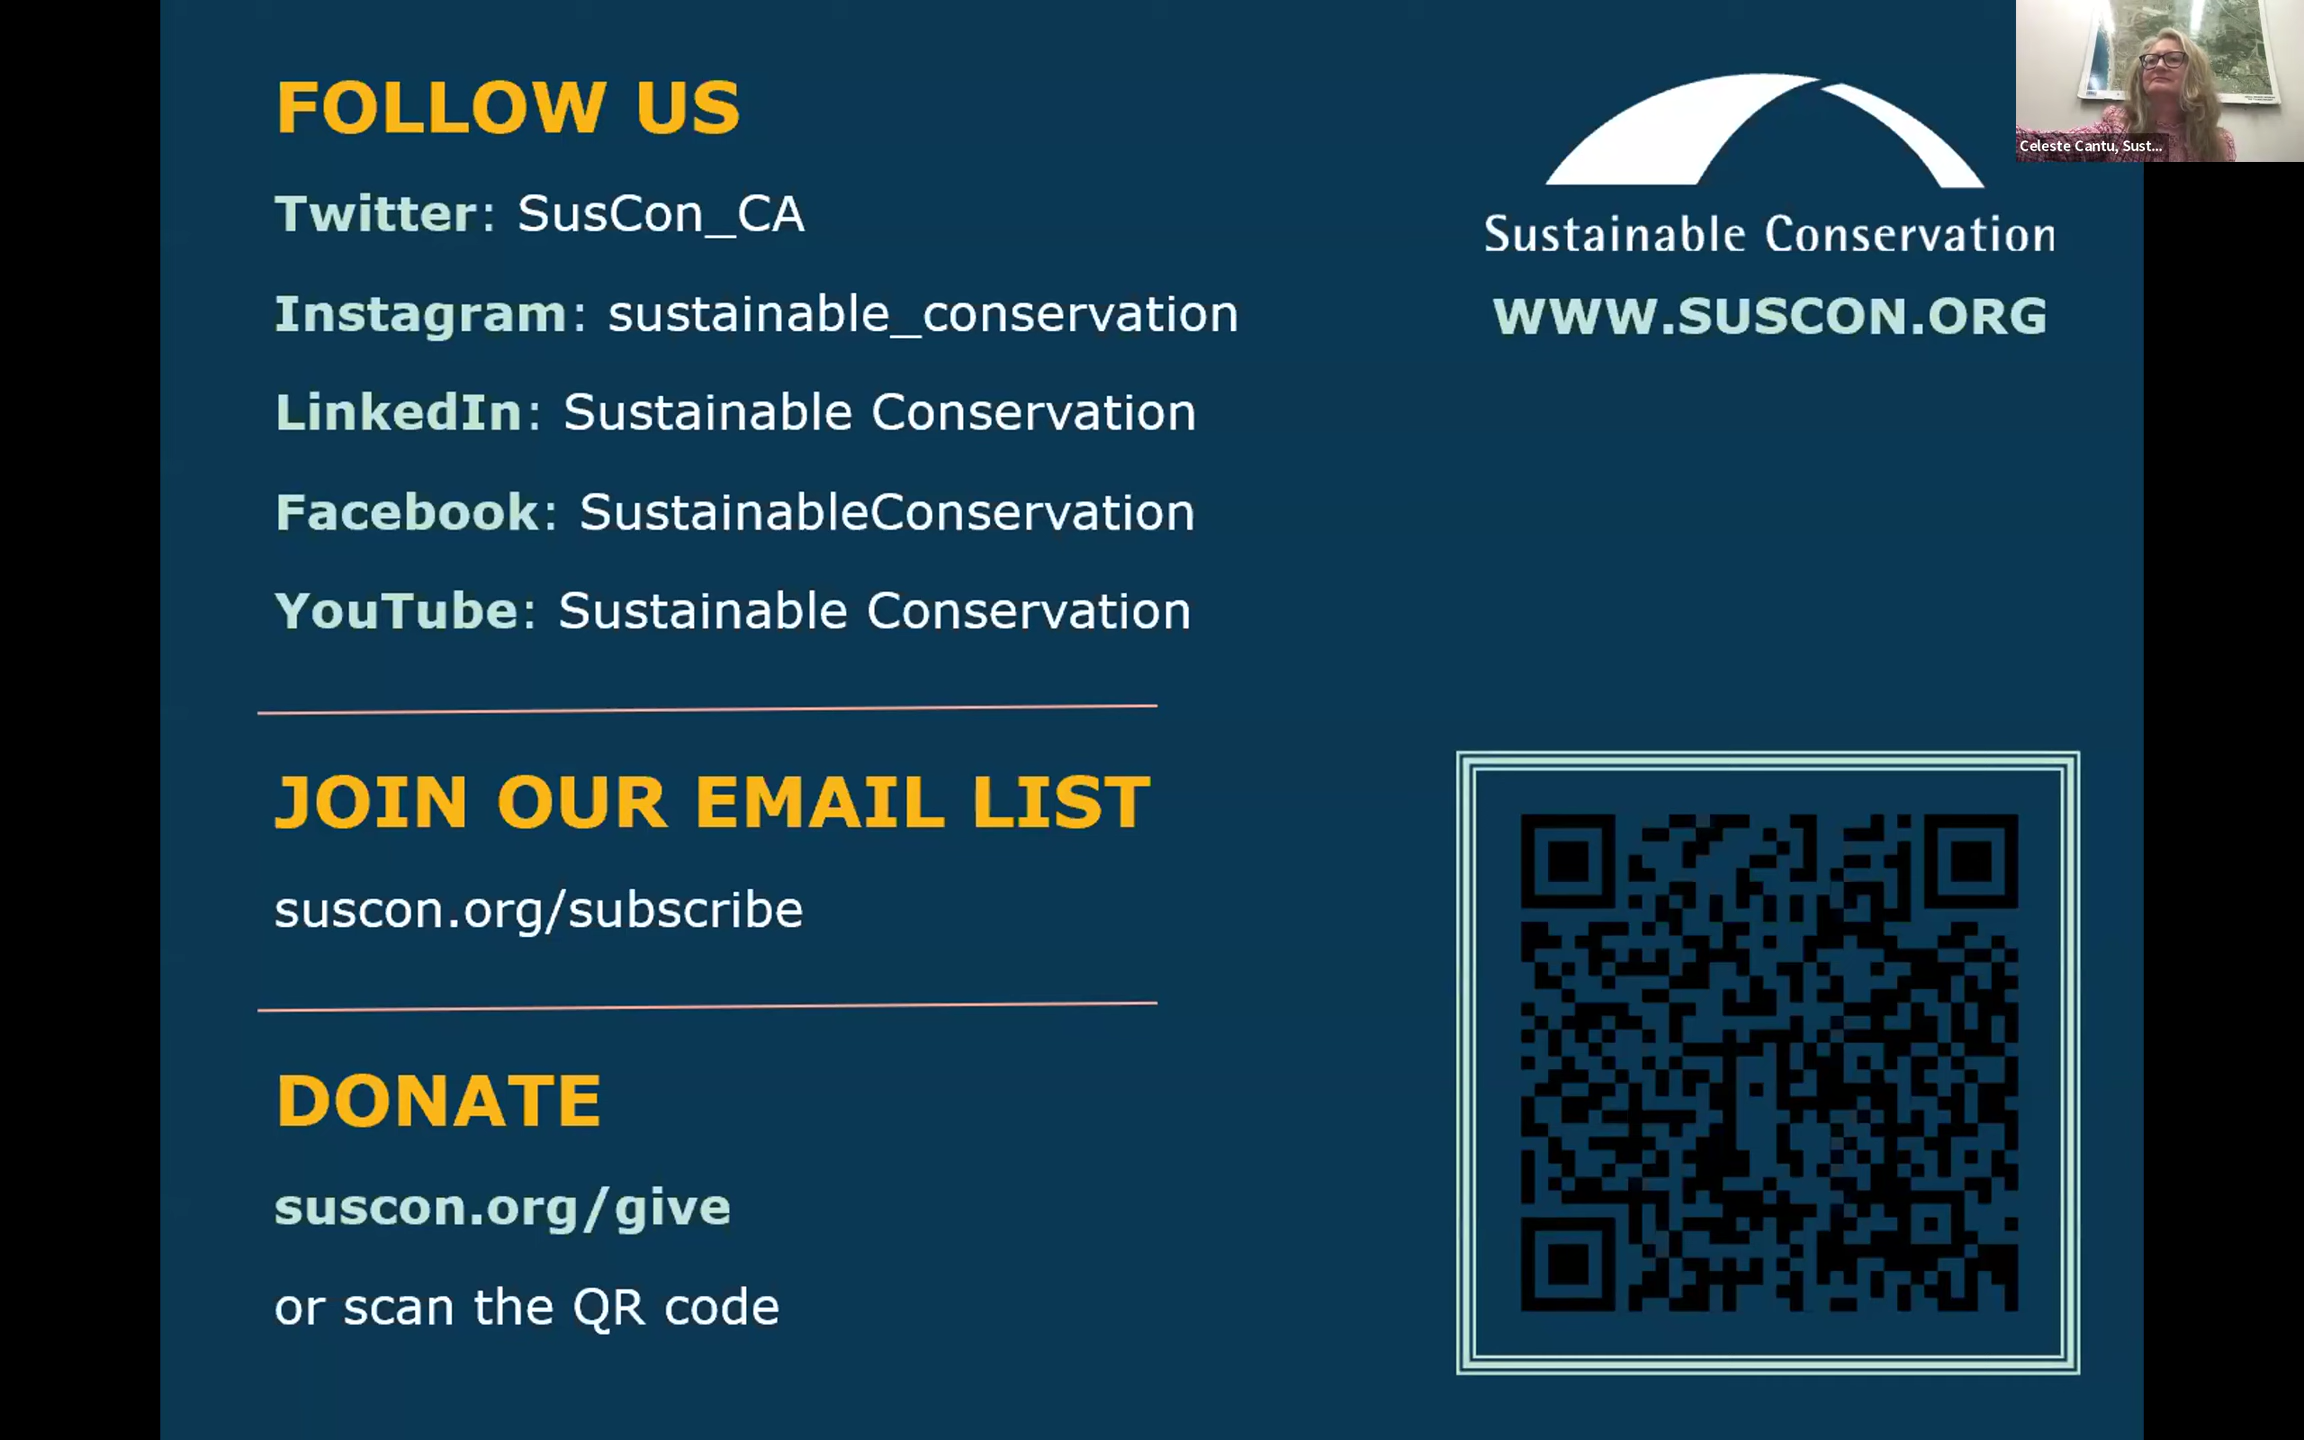 FOLLOW US
Twitter: SusCon_CA
Instagram: sustainable_conservation
LinkedIn: Sustainable Conservation
Facebook: SustainableConservation
YouTube: Sustainable Conservation
JOIN OUR EMAIL LIST
suscon.org/subscribe
DONATE
suscon.org/give
or scan the QR code
Sustainable Conservation
WWW.SUSCON.ORG
Celeste Cantu, Sust...